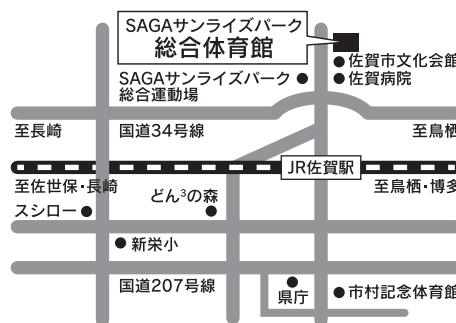 SAGAサンライズパーク
総合体育館
佐賀市文化会館
SAGAサンライズパーク
総合運動場
佐賀病院
至長崎
国道34号線
至鳥栖
JR佐賀駅
至佐世保・長崎
至鳥栖・博多
スシロー
どん³の森
新栄小
国道207号線
県庁
市村記念体育館